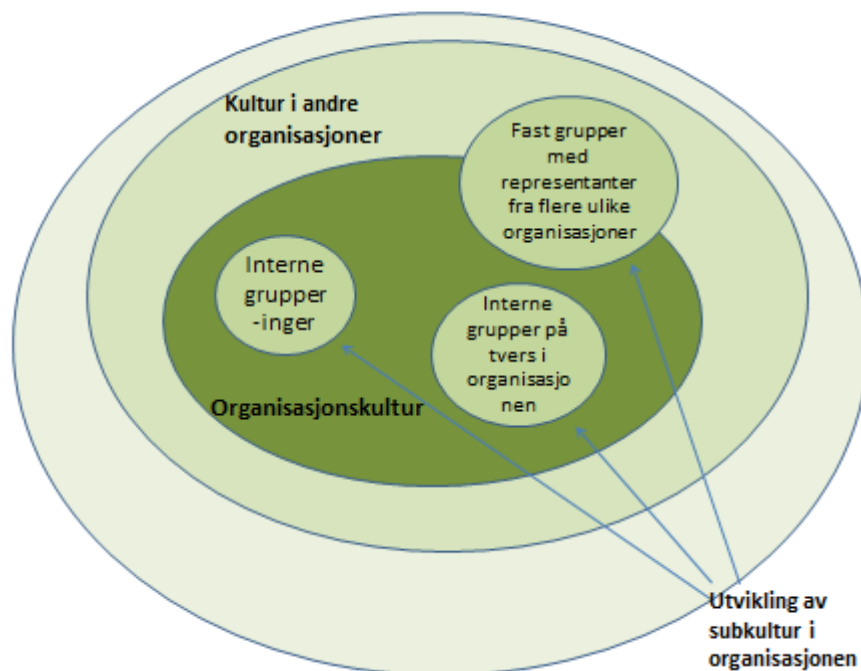 Kultur i andre
organisasjoner
Fast grupper
med
representanter
fra flere ulike
organisasjoner
Interne
grupper
-inger
Interne
grupper på
tvers i
organisasjo
nen
Organisasjonskultur
Utvikling av
subkultur i
organisasjonen